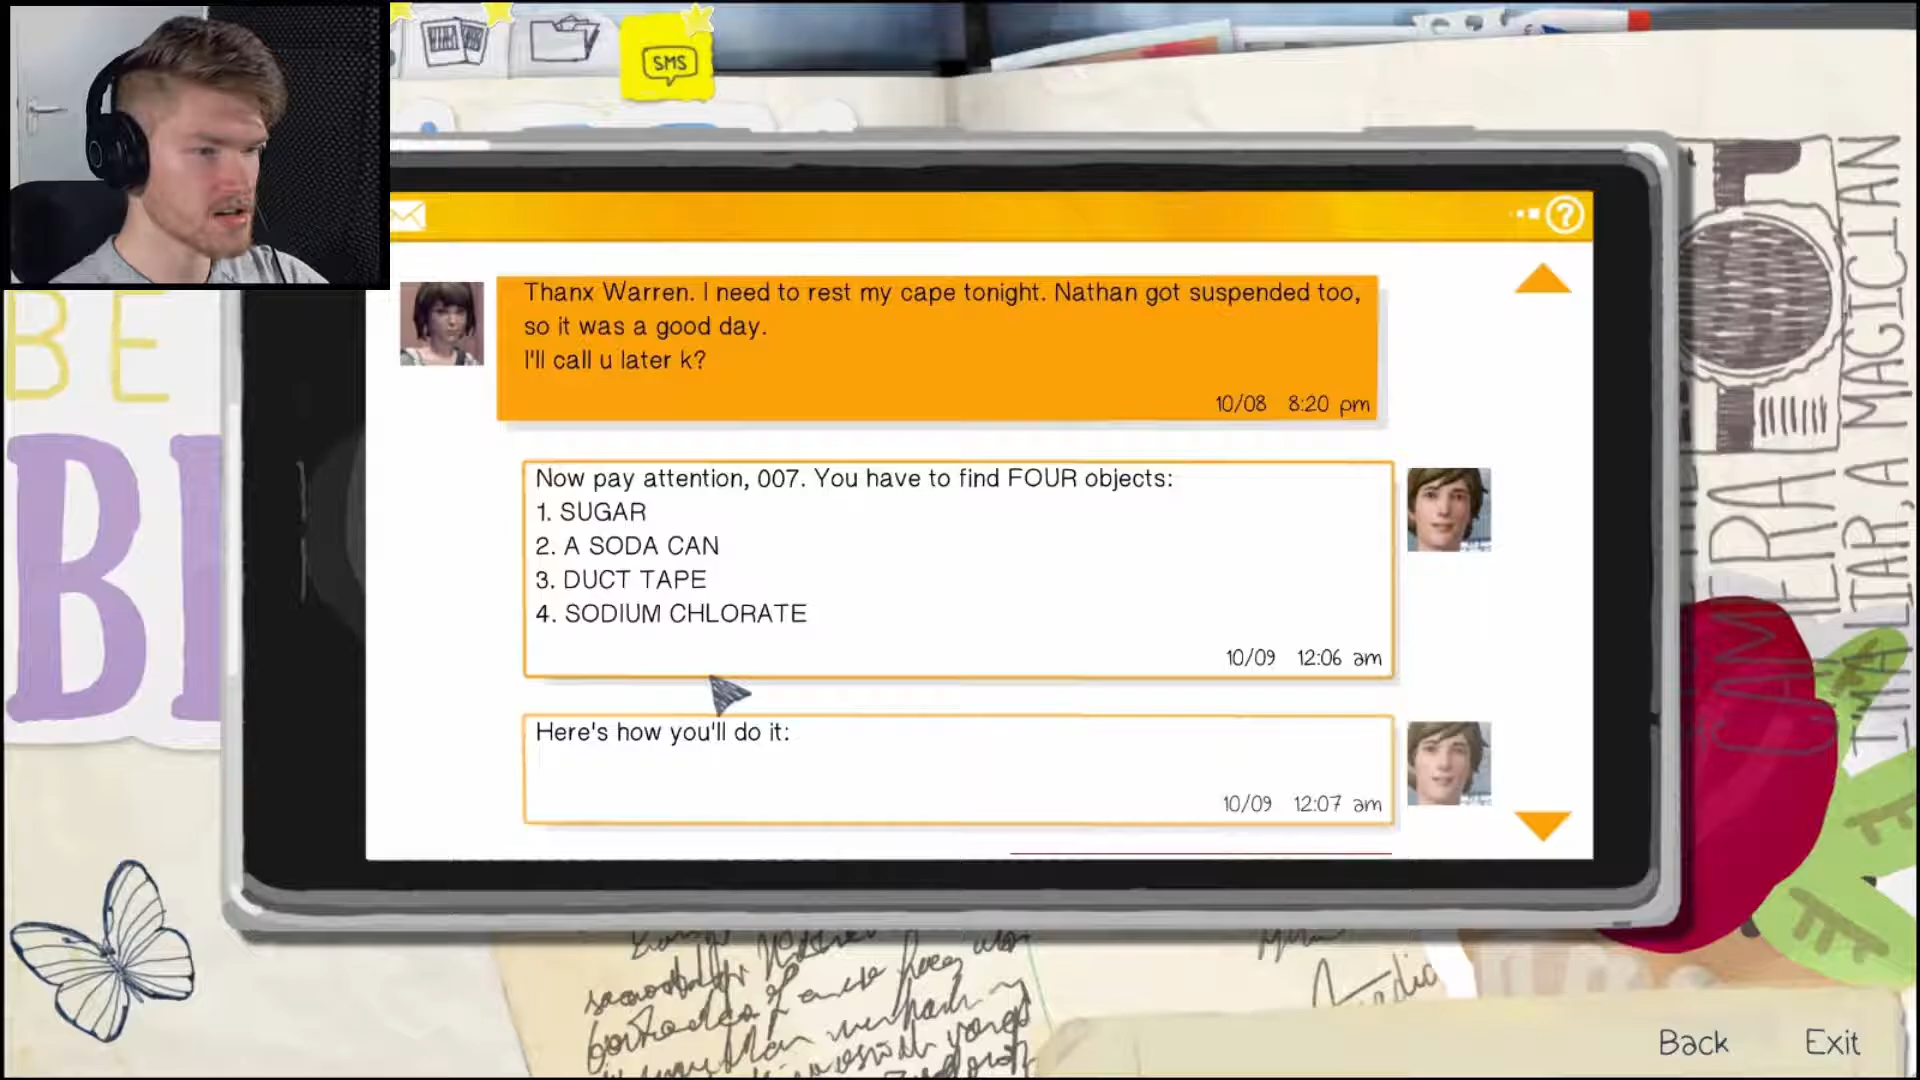 SMS
Thanx Warren. I need to rest my cape tonight. Nathan got suspended too,
so it was a good day.
I'll call u later k?
10/08 8:20 pm
Now pay attention, 007. You have to find FOUR objects:
1. SUGAR
2. A SODA CAN
3. DUCT TAPE
4. SODIUM CHLORATE
10/09 12:06 am
Here's how you'll do it:
10/09 12:07 am
BE
CAMERA
LIAR, A MAGICIAN
Back
Exit